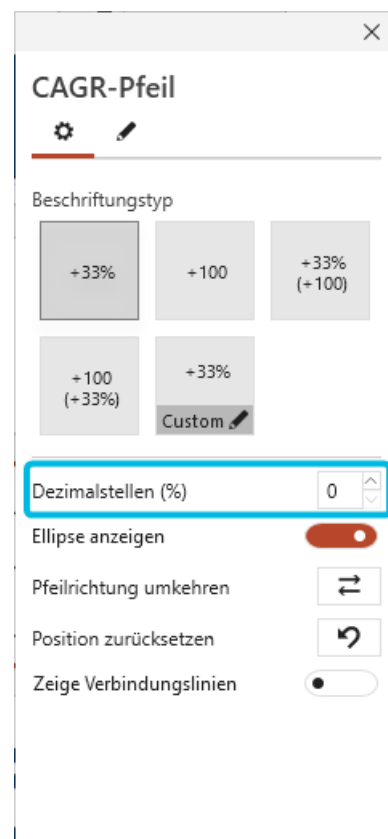 CAGR-Pfeil
Beschriftungstyp
+33%
+100
+33%
(+100)
+100
(+33%)
+33%
Custom
Dezimalstellen (%)
0
Ellipse anzeigen
Pfeilrichtung umkehren
Position zurücksetzen
Zeige Verbindungslinien